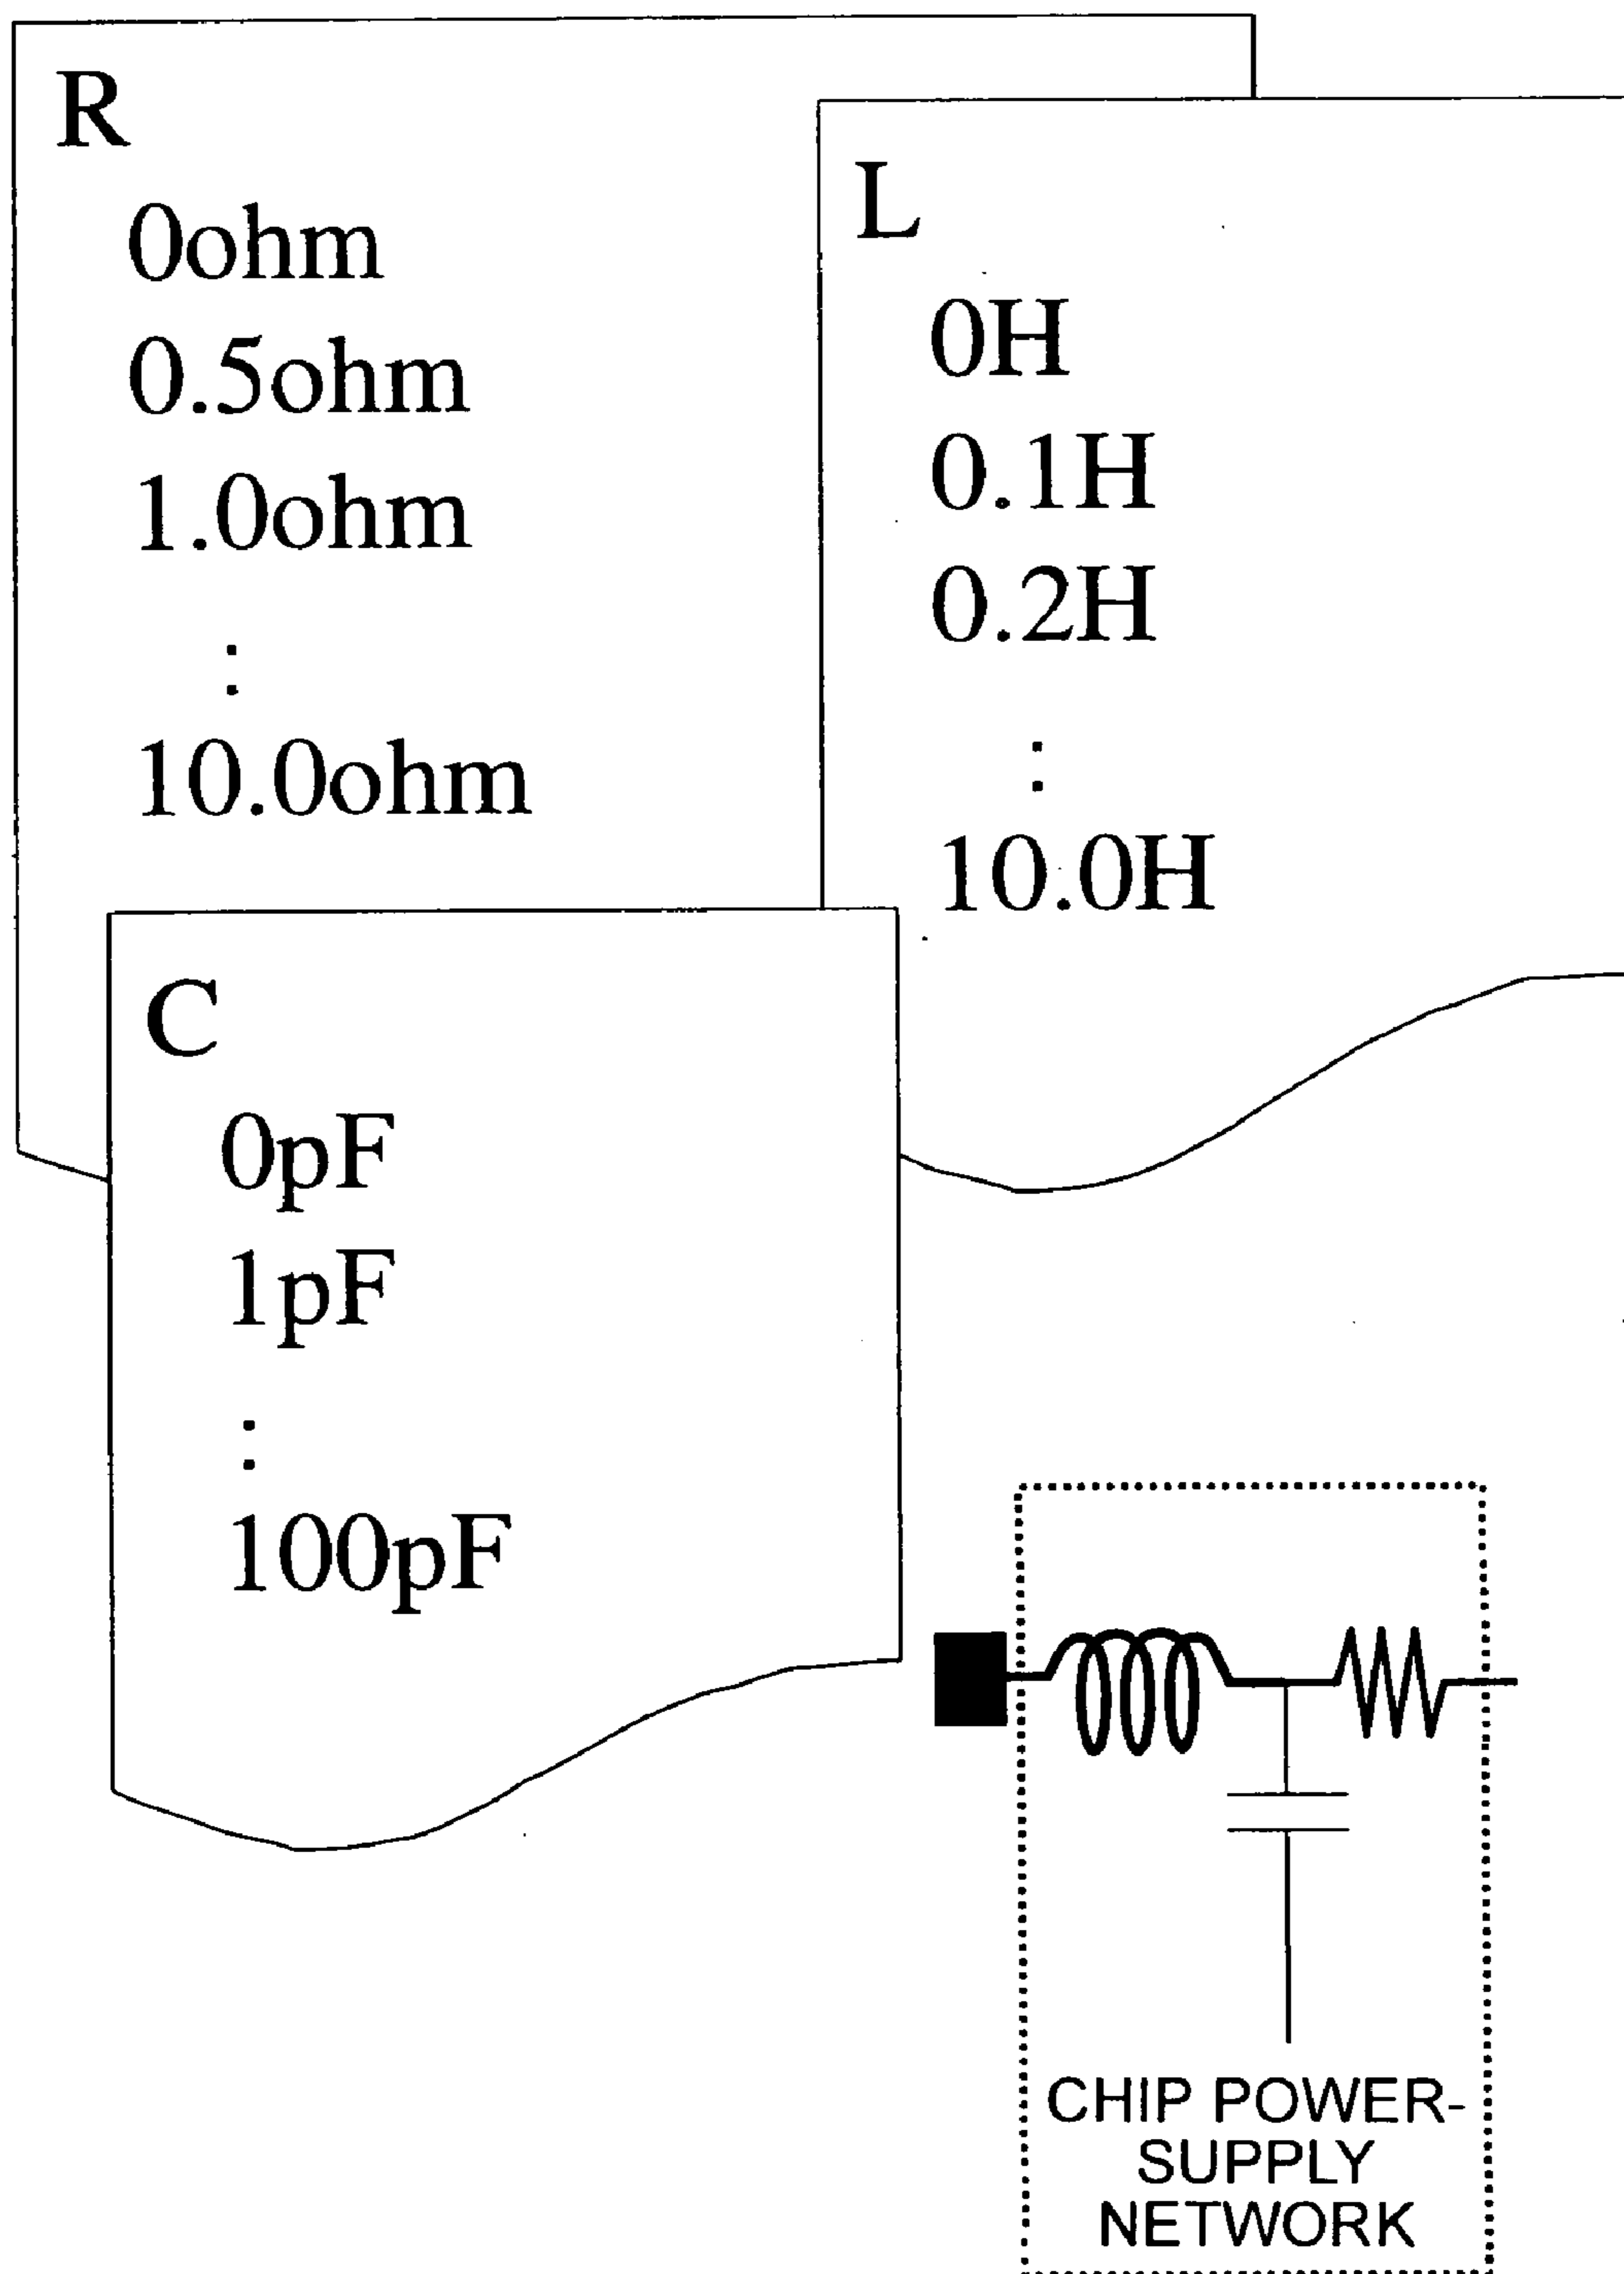 R
0ohm
0.5ohm
1.0ohm
:
10.0ohm
L
0H
0.1H
0.2H
:
10.0H
C
0pF
1pF
:
100pF
CHIP POWER-
SUPPLY
NETWORK